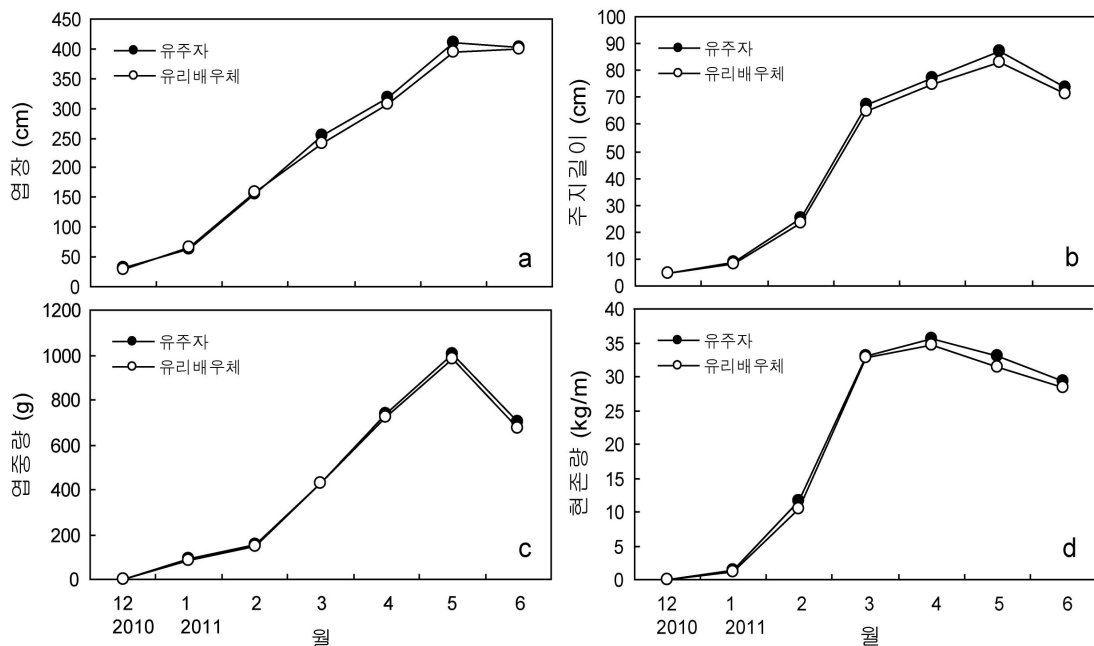 엽장 (cm)
450
400
350
300
250
200
150
100
50
0
유주자
유리배우체
a
주지길이 (cm)
100
90
80
70
60
50
40
30
20
10
0
유주자
유리배우체
b
엽중량 (g)
1200
1000
800
600
400
200
0
유주자
유리배우체
c
12 1 2 3 4 5 6
2010 2011
월
현존량 (kg/m)
40
35
30
25
20
15
10
5
0
유주자
유리배우체
d
12 1 2 3 4 5 6
2010 2011
월